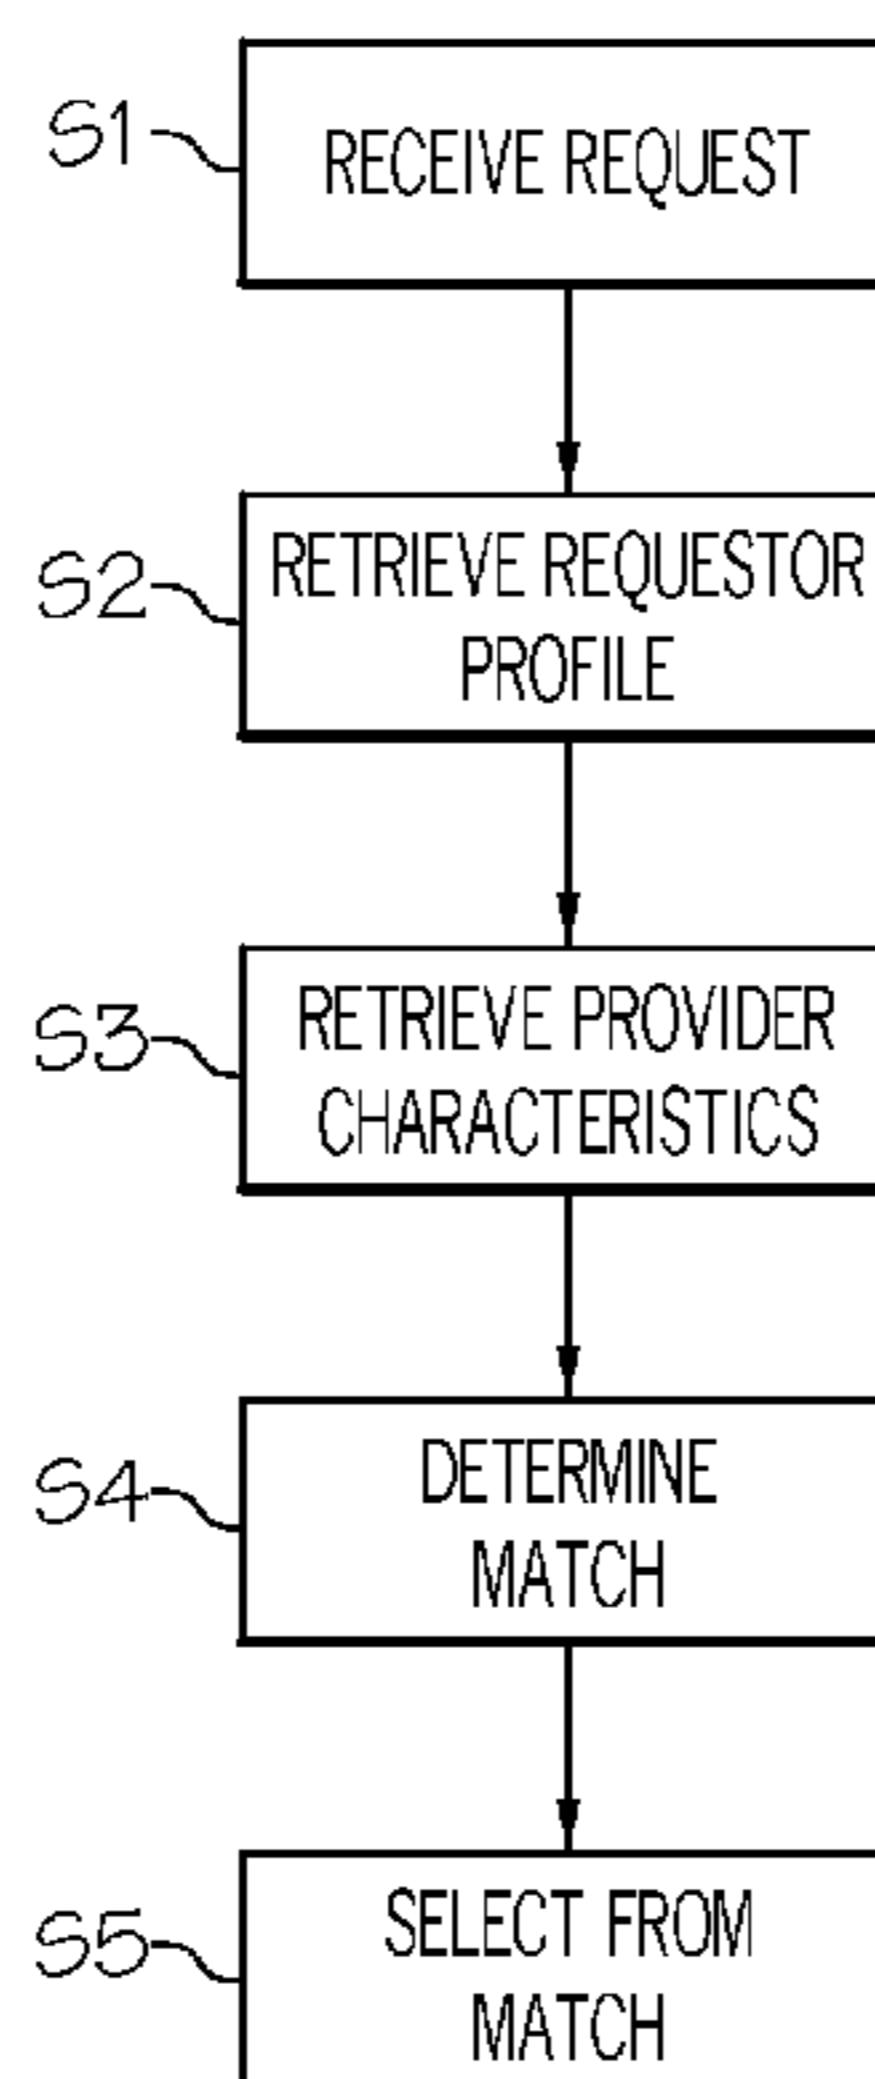 S1
RECEIVE REQUEST
S2
RETRIEVE REQUESTOR
PROFILE
S3
RETRIEVE PROVIDER
CHARACTERISTICS
S4
DETERMINE
MATCH
S5
SELECT FROM
MATCH